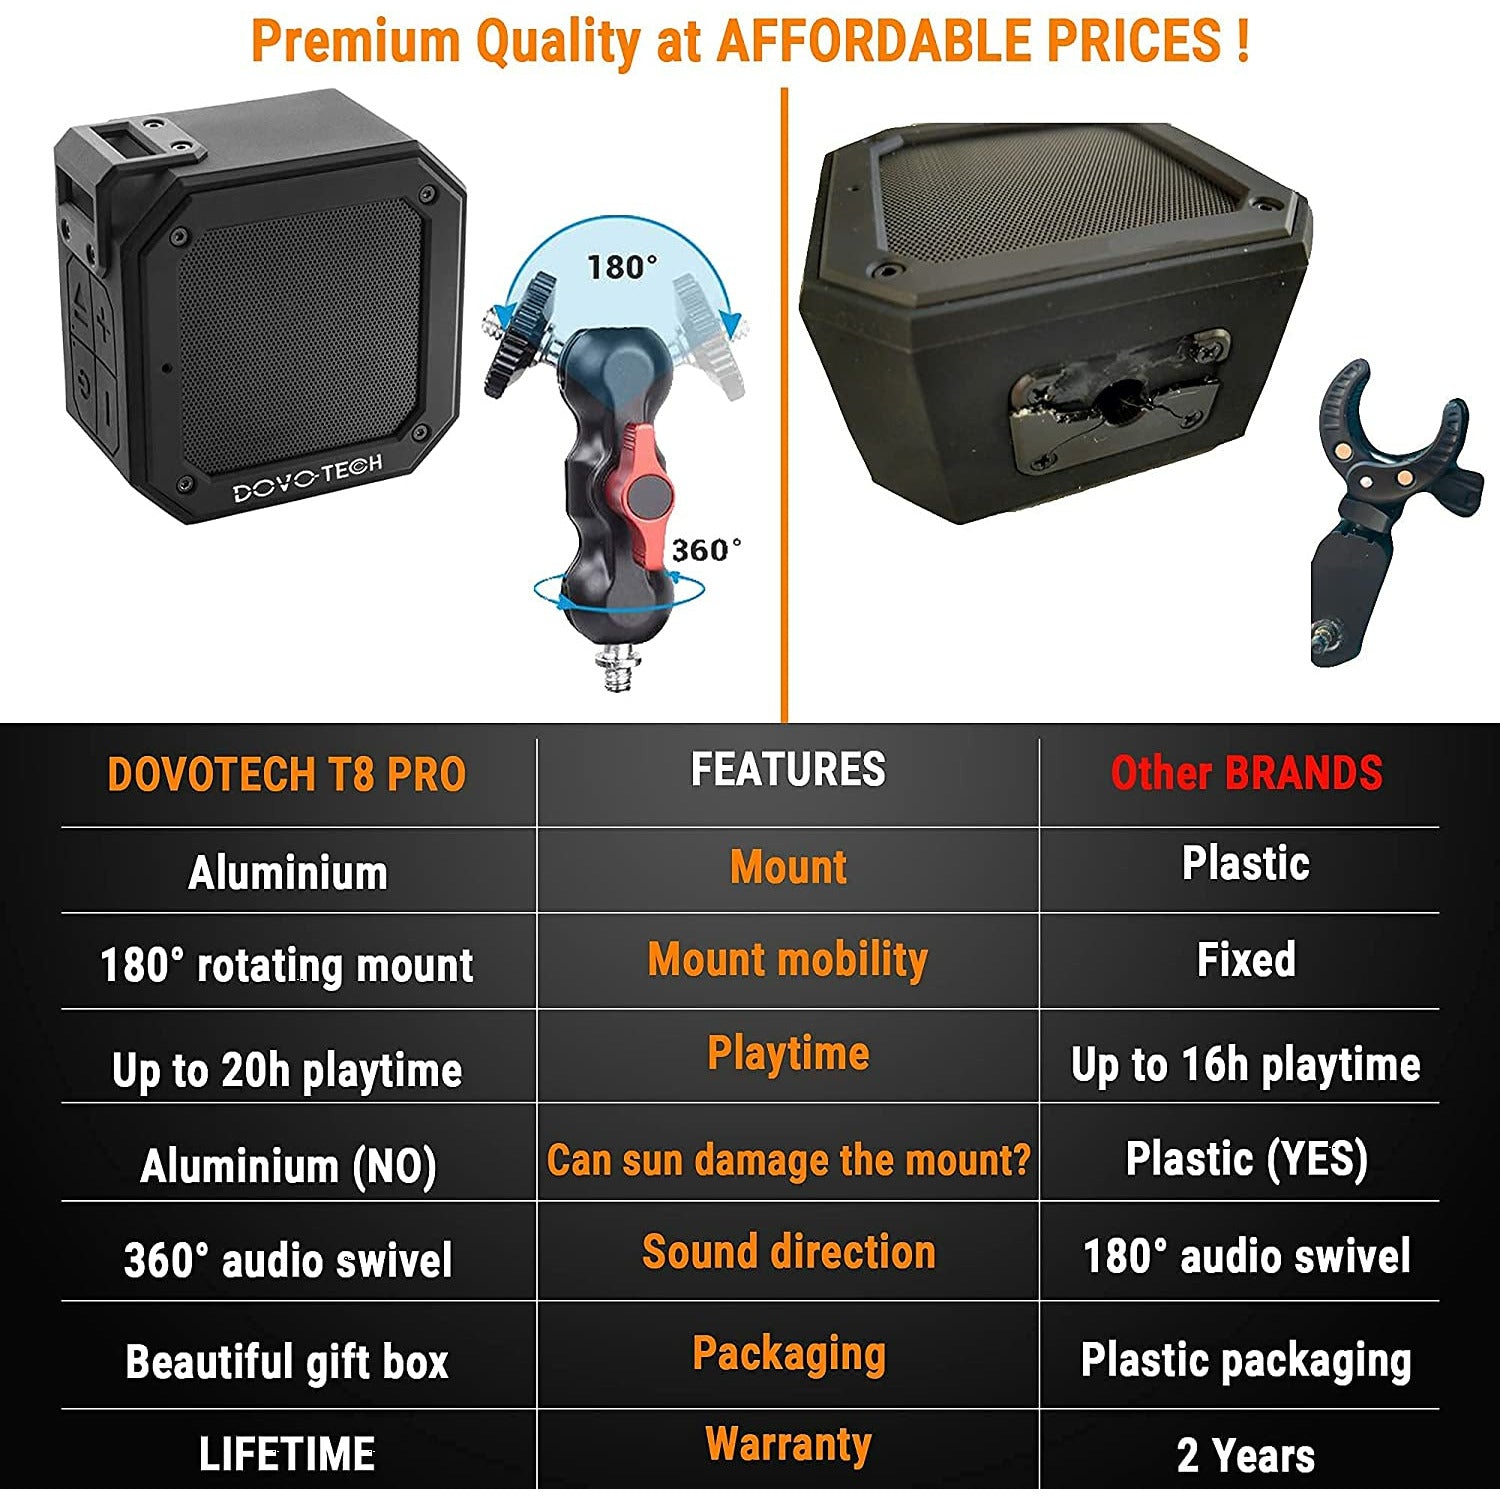 Premium Quality at AFFORDABLE PRICES !
180°
DOVO-TECH
360°
DOVOTECH T8 PRO
FEATURES
Other BRANDS
Aluminium
Mount
Plastic
180° rotating mount
Mount mobility
Fixed
Up to 20h playtime
Playtime
Up to 16h playtime
Aluminium (NO)
Can sun damage the mount?
Plastic (YES)
360° audio swivel
Sound direction
180° audio swivel
Beautiful gift box
Packaging
Plastic packaging
LIFETIME
Warranty
2 Years